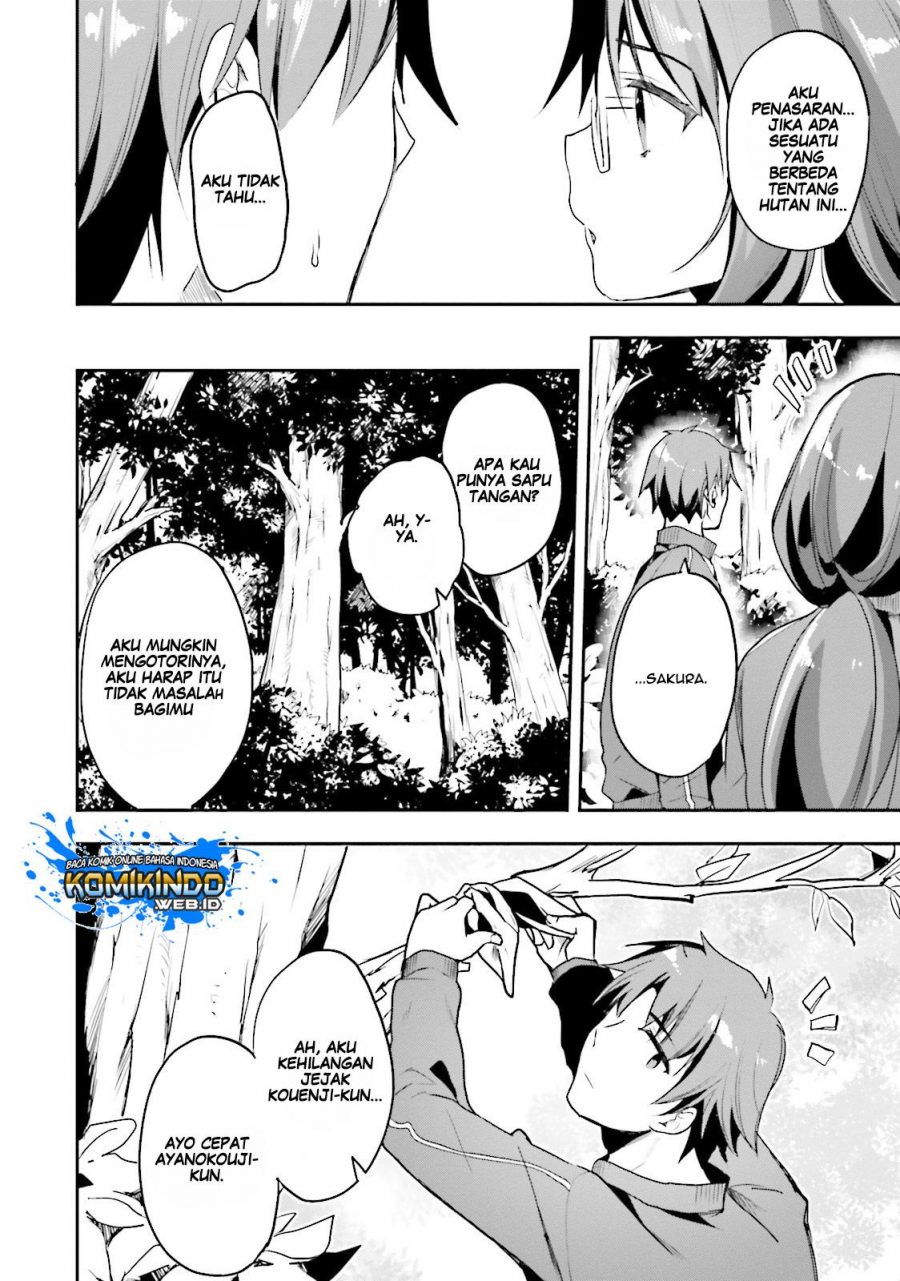 AKU
PENASARAN...
JIKA ADA
SESUATU
YANG
BERBEDA
TENTANG
HUTAN INI...
AKU TIDAK
TAHU...
...SAKURA.
APA KAU
PUNYA SAPU
TANGAN?
AH, Y-
YA.
AKU MUNGKIN
MENGOTORINYA,
AKU HARAP ITU
TIDAK MASALAH
BAGIMU
BACA KOMIK ONLINE BAHASA INDONESIA
KOMIKINDO
WEB.ID
AH, AKU
KEHILANGAN
JEJAK
KOUENJI-KUN...
AYO CEPAT
AYANOKOUJI-
KUN.